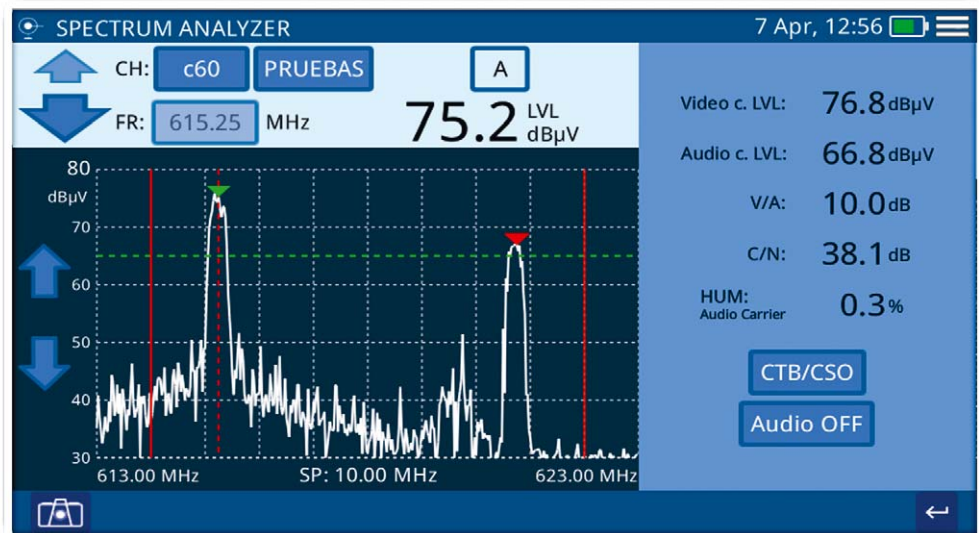 SPECTRUM ANALYZER
7 Apr, 12:56
CH: c60 PRUEBAS A
FR: 615.25 MHz
75.2 LVL dBµV
Video c. LVL: 76.8 dBµV
Audio c. LVL: 66.8 dBµV
V/A: 10.0 dB
C/N: 38.1 dB
HUM: 0.3 %
Audio Carrier
CTB/CSO
Audio OFF
80
dBµV
70
60
50
40
30
613.00 MHz SP: 10.00 MHz 623.00 MHz